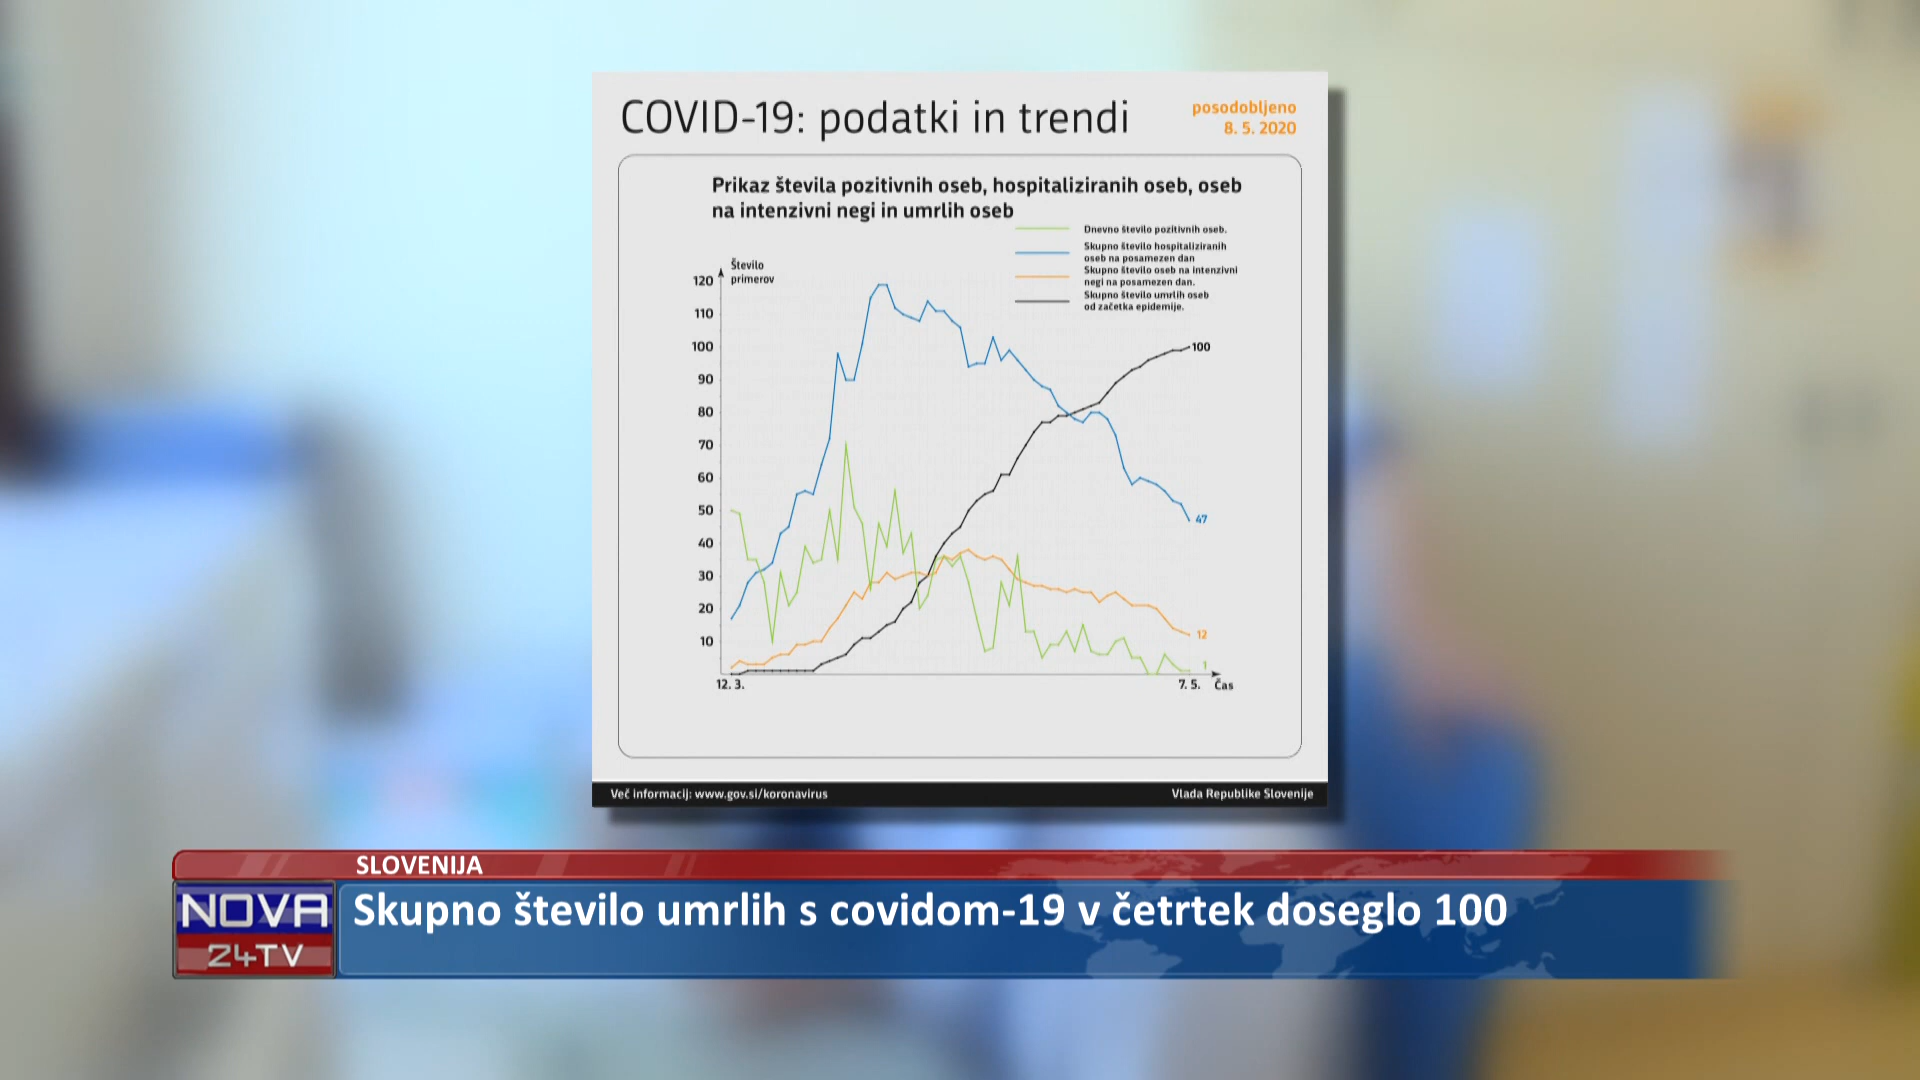 COVID-19: podatki in trendi
posodobljeno
8. 5. 2020
Prikaz števila pozitivnih oseb, hospitaliziranih oseb, oseb
na intenzivni negi in umrlih oseb
Dnevno število pozitivnih oseb.
Skupno število hospitaliziranih
oseb na posamezen dan
Skupno število oseb na intenzivni
negi na posamezen dan.
Skupno število umrlih oseb
od začetka epidemije.
Število
primerov
120
110
100
90
80
70
60
50
40
30
20
10
100
47
12
1
12. 3.
7. 5.
Čas
Več informacij: www.gov.si/koronavirus
Vlada Republike Slovenije
SLOVENIJA
NOVA
24TV
Skupno število umrlih s covidom-19 v četrtek doseglo 100